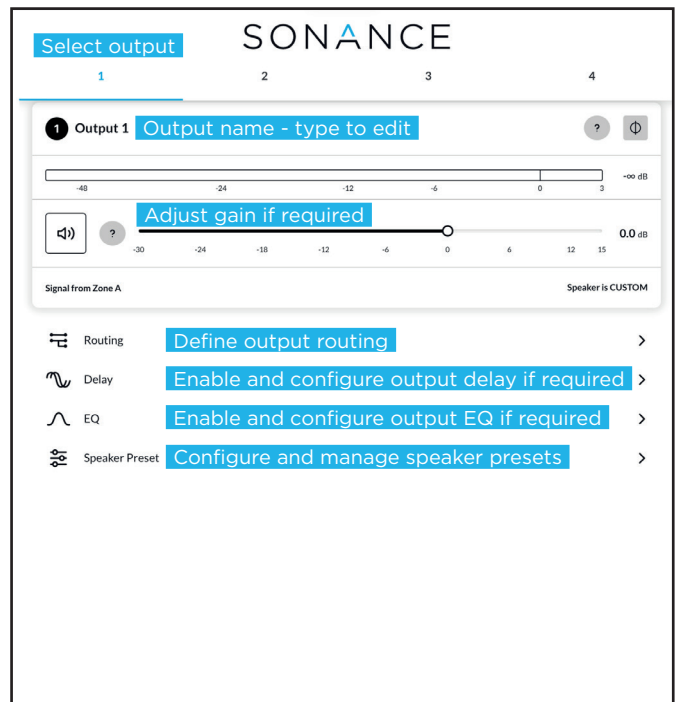 SONANCE
Select output
1 2 3 4
1 Output 1 Output name - type to edit ?
-∞ dB
-48 -24 -12 -6 0 3
Adjust gain if required
? 0.0 dB
-30 -24 -18 -12 -6 0 6 12 15
Signal from Zone A Speaker is CUSTOM
Routing Define output routing
Delay Enable and configure output delay if required
EQ Enable and configure output EQ if required
Speaker Preset Configure and manage speaker presets